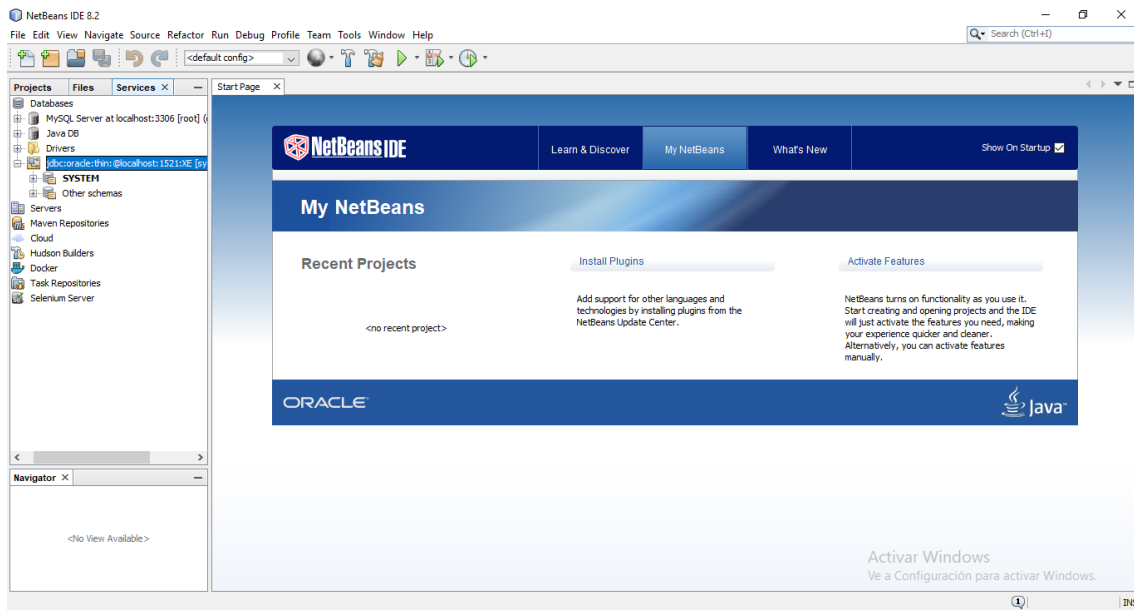 NetBeans IDE 8.2
File Edit View Navigate Source Refactor Run Debug Profile Team Tools Window Help
Search (Ctrl+I)
<default config>
Projects Files Services
Start Page
Databases
MySQL Server at localhost:3306 [root] (
Java DB
Drivers
jdbc:oracle:thin:@localhost:1521:XE [sy
SYSTEM
Other schemas
Servers
Maven Repositories
Cloud
Hudson Builders
Docker
Task Repositories
Selenium Server
NetBeans IDE
Learn & Discover
My NetBeans
What's New
Show On Startup
My NetBeans
Recent Projects
<no recent project>
Install Plugins
Add support for other languages and
technologies by installing plugins from the
NetBeans Update Center.
Activate Features
NetBeans turns on functionality as you use it.
Start creating and opening projects and the IDE
will just activate the features you need, making
your experience quicker and cleaner.
Alternatively, you can activate features
manually.
ORACLE
Java
Navigator
<No View Available>
Activar Windows
Ve a Configuración para activar Windows.
1
INS